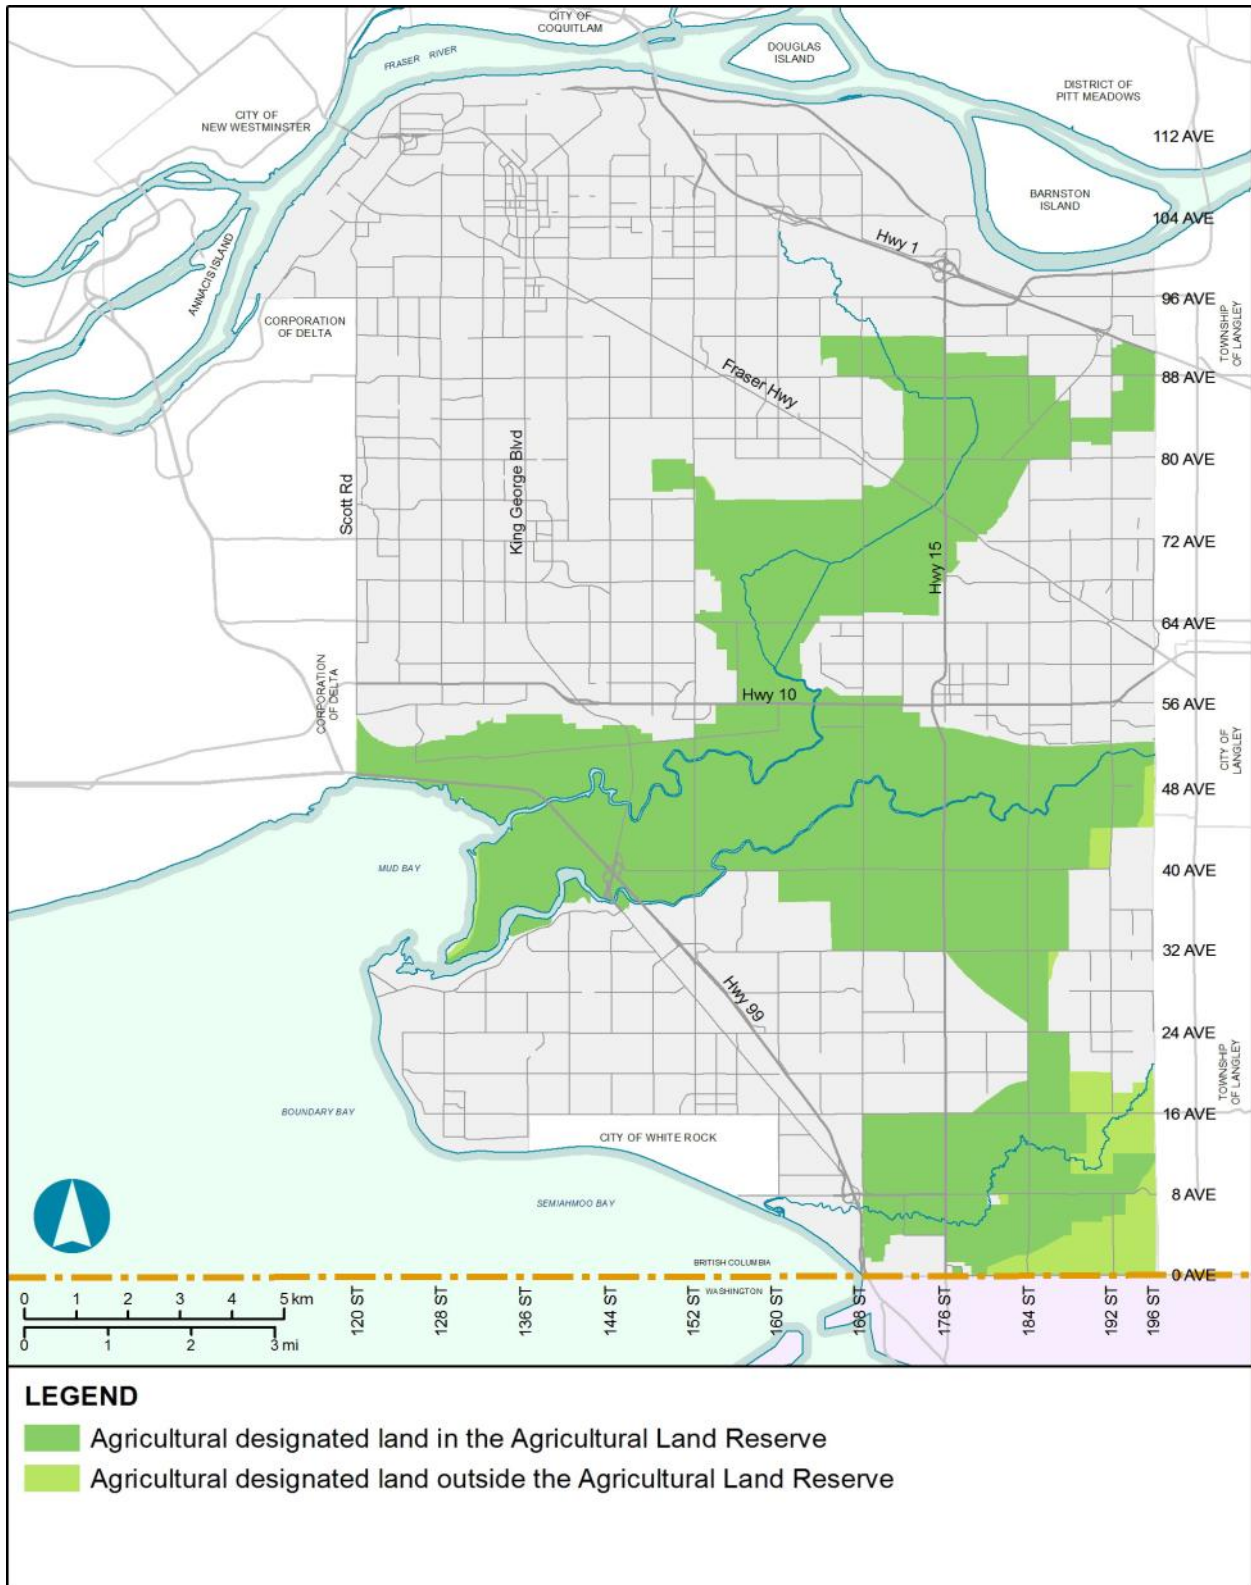 CITY OF
COQUITLAM
DOUGLAS
ISLAND
FRASER RIVER
DISTRICT OF
PITT MEADOWS
CITY OF
NEW WESTMINSTER
112 AVE
BARNSTON
ISLAND
104 AVE
Hwy 1
ANNACIS ISLAND
96 AVE
CORPORATION
OF DELTA
TOWNSHIP
OF LANGLEY
88 AVE
Fraser Hwy
80 AVE
King George Blvd
Scott Rd
72 AVE
Hwy 15
64 AVE
CORPORATION
OF DELTA
Hwy 10
56 AVE
CITY OF
LANGLEY
48 AVE
MUD BAY
40 AVE
32 AVE
Hwy 99
24 AVE
TOWNSHIP
OF LANGLEY
BOUNDARY BAY
16 AVE
CITY OF WHITE ROCK
SEMIAHMOO BAY
8 AVE
BRITISH COLUMBIA
0 AVE
WASHINGTON
0 1 2 3 4 5 km
0 1 2 3 mi
120 ST
128 ST
136 ST
144 ST
152 ST
160 ST
168 ST
176 ST
184 ST
192 ST
196 ST
LEGEND
Agricultural designated land in the Agricultural Land Reserve
Agricultural designated land outside the Agricultural Land Reserve